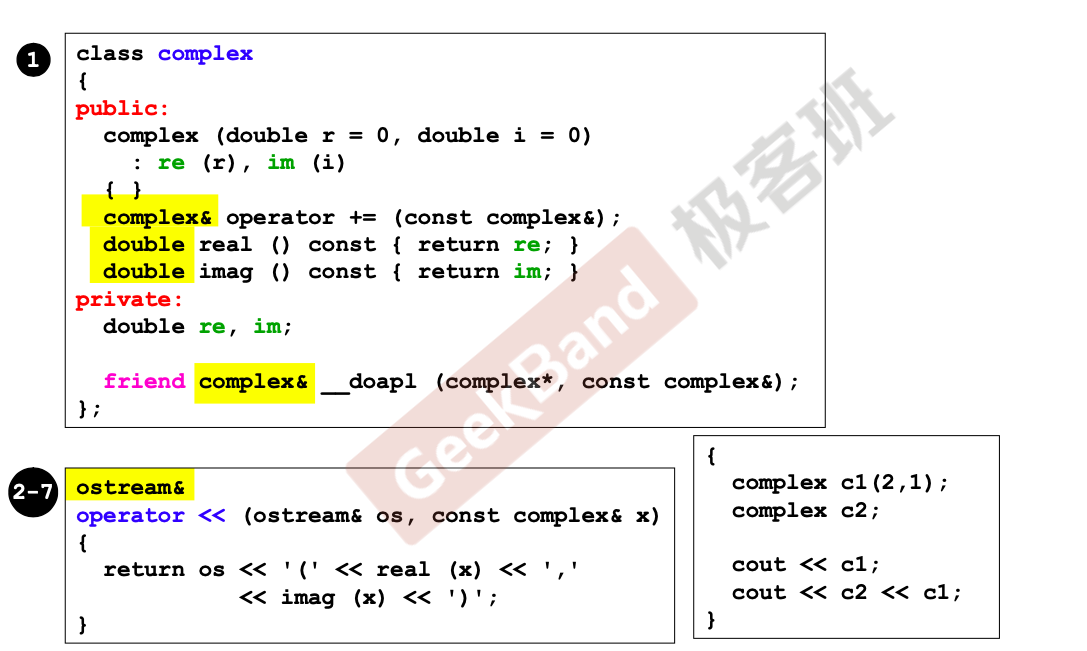 1
class complex
{
public:
  complex (double r = 0, double i = 0)
    : re (r), im (i)
  { }
  complex& operator += (const complex&);
  double real () const { return re; }
  double imag () const { return im; }
private:
  double re, im;
  friend complex& __doapl (complex*, const complex&);
};
极客班
GeekBand
2-7
ostream&
operator << (ostream& os, const complex& x)
{
  return os << '(' << real (x) << ','
            << imag (x) << ')';
}
{
  complex c1(2,1);
  complex c2;
  cout << c1;
  cout << c2 << c1;
}